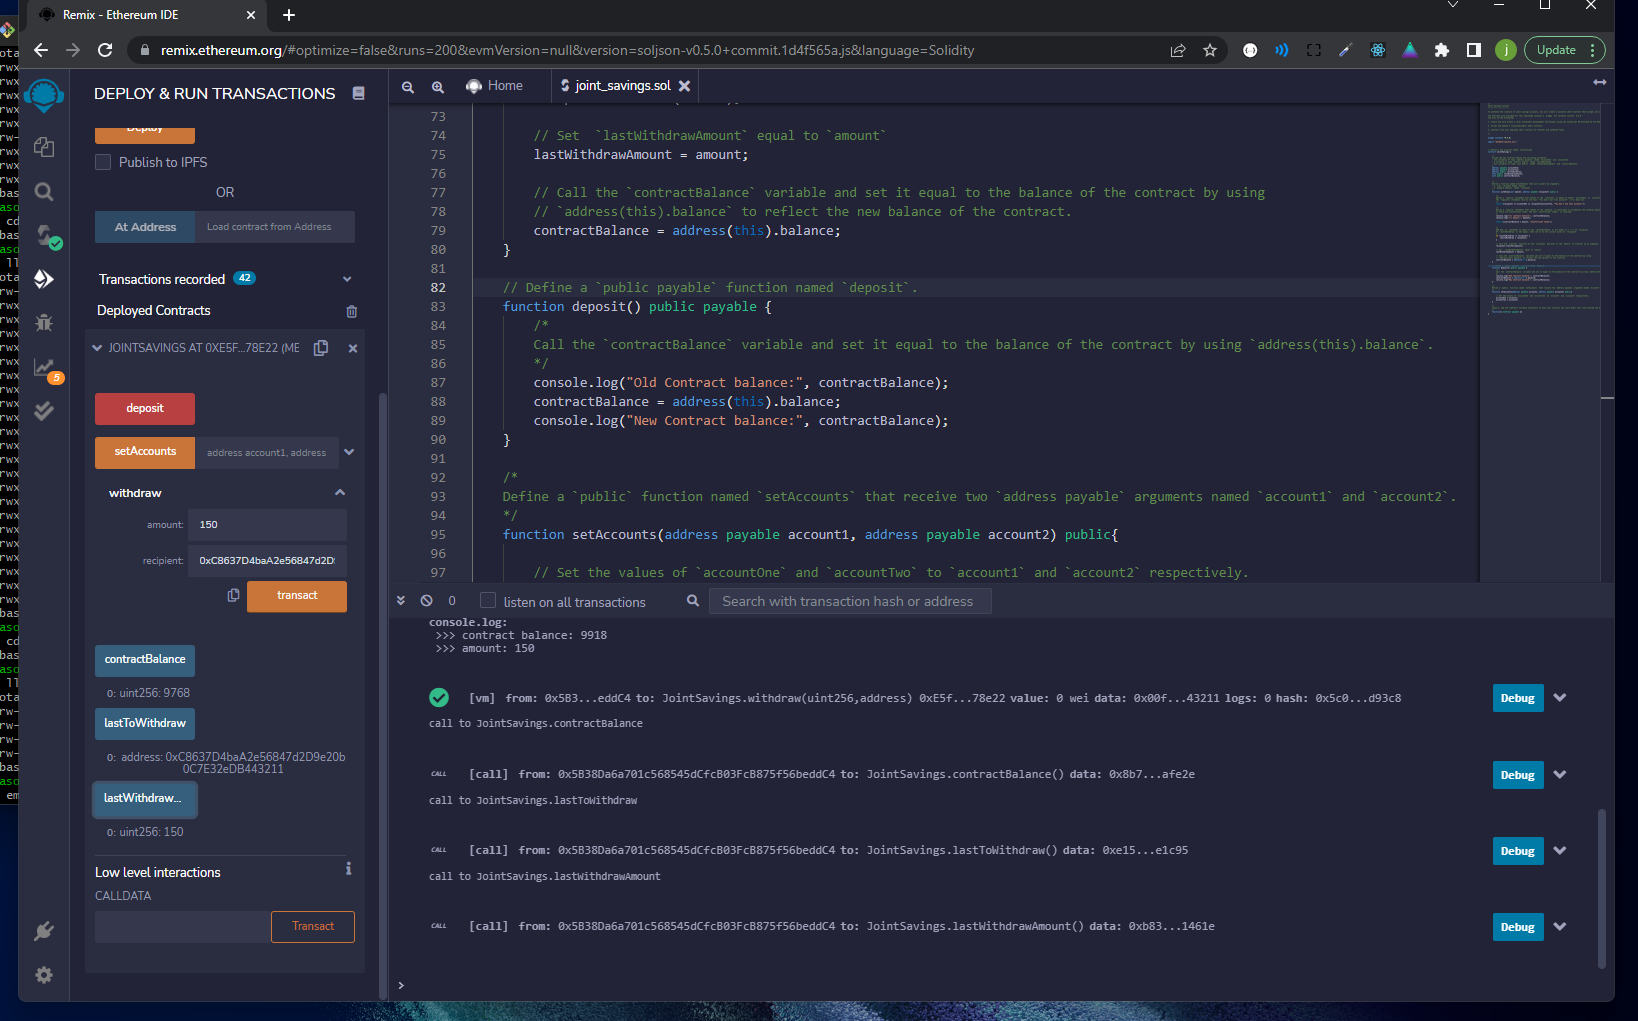 Remix - Ethereum IDE
remix.ethereum.org/#optimize=false&runs=200&evmVersion=null&version=soljson-v0.5.0+commit.1d4f565a.js&language=Solidity
j
Update
DEPLOY & RUN TRANSACTIONS
Home
joint_savings.sol
Deploy
Publish to IPFS
OR
At Address
Load contract from Address
Transactions recorded 42
Deployed Contracts
JOINTSAVINGS AT 0XE5F...78E22 (ME
5
deposit
setAccounts
address account1, address
withdraw
amount: 150
recipient: 0xC8637D4baA2e56847d2D
transact
contractBalance
0: uint256: 9768
lastToWithdraw
0: address: 0xC8637D4baA2e56847d2D9e20b
0C7E32eDB443211
lastWithdraw...
0: uint256: 150
Low level interactions
CALLDATA
Transact
73
74 // Set `lastWithdrawAmount` equal to `amount`
75 lastWithdrawAmount = amount;
76
77 // Call the `contractBalance` variable and set it equal to the balance of the contract by using
78 // `address(this).balance` to reflect the new balance of the contract.
79 contractBalance = address(this).balance;
80 }
81
82 // Define a `public payable` function named `deposit`.
83 function deposit() public payable {
84 /*
85 Call the `contractBalance` variable and set it equal to the balance of the contract by using `address(this).balance`.
86 */
87 console.log("Old Contract balance:", contractBalance);
88 contractBalance = address(this).balance;
89 console.log("New Contract balance:", contractBalance);
90 }
91
92 /*
93 Define a `public` function named `setAccounts` that receive two `address payable` arguments named `account1` and `account2`.
94 */
95 function setAccounts(address payable account1, address payable account2) public{
96
97 // Set the values of `accountOne` and `accountTwo` to `account1` and `account2` respectively.
0
listen on all transactions
Search with transaction hash or address
console.log:
>>> contract balance: 9918
>>> amount: 150
[vm] from: 0x5B3...eddC4 to: JointSavings.withdraw(uint256,address) 0xE5f...78e22 value: 0 wei data: 0x00f...43211 logs: 0 hash: 0x5c0...d93c8
Debug
call to JointSavings.contractBalance
CALL [call] from: 0x5B38Da6a701c568545dCfcB03FcB875f56beddC4 to: JointSavings.contractBalance() data: 0x8b7...afe2e
Debug
call to JointSavings.lastToWithdraw
CALL [call] from: 0x5B38Da6a701c568545dCfcB03FcB875f56beddC4 to: JointSavings.lastToWithdraw() data: 0xe15...e1c95
Debug
call to JointSavings.lastWithdrawAmount
CALL [call] from: 0x5B38Da6a701c568545dCfcB03FcB875f56beddC4 to: JointSavings.lastWithdrawAmount() data: 0xb83...1461e
Debug
>